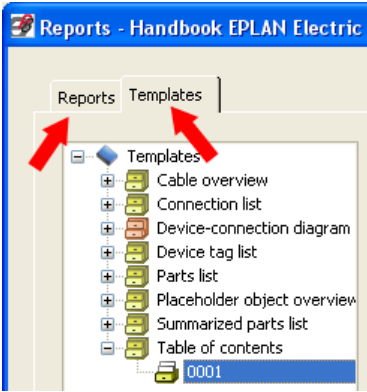 Reports - Handbook EPLAN Electric
Reports Templates
Templates
Cable overview
Connection list
Device-connection diagram
Device tag list
Parts list
Placeholder object overview
Summarized parts list
Table of contents
0001